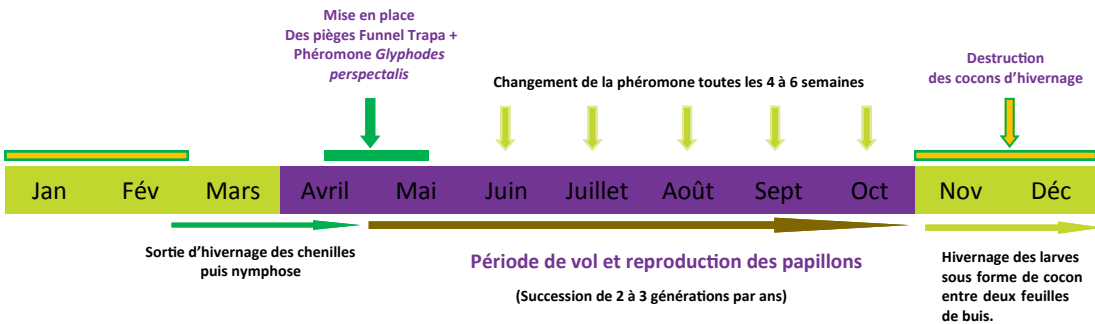 Mise en place
Des pièges Funnel Trapa +
Phéromone Glyphodes
perspectalis
Changement de la phéromone toutes les 4 à 6 semaines
Destruction
des cocons d'hivernage
Jan Fév Mars Avril Mai Juin Juillet Août Sept Oct Nov Déc
Sortie d'hivernage des chenilles
puis nymphose
Période de vol et reproduction des papillons
(Succession de 2 à 3 générations par ans)
Hivernage des larves
sous forme de cocon
entre deux feuilles
de buis.